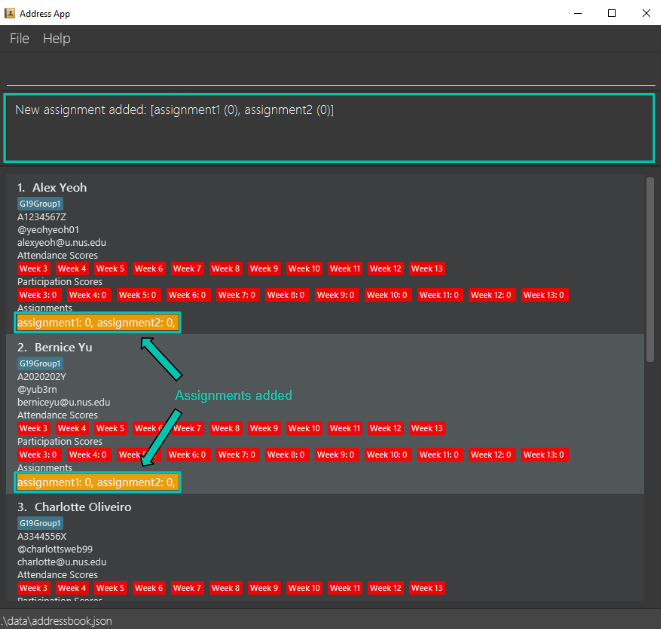 Address App
File Help
New assignment added: [assignment1 (0), assignment2 (0)]
1. Alex Yeoh
G19Group1
A1234567Z
@yeohyeoh01
alexyeoh@u.nus.edu
Attendance Scores
Week 3 Week 4 Week 5 Week 6 Week 7 Week 8 Week 9 Week 10 Week 11 Week 12 Week 13
Participation Scores
Week 3: 0 Week 4: 0 Week 5: 0 Week 6: 0 Week 7: 0 Week 8: 0 Week 9: 0 Week 10: 0 Week 11: 0 Week 12: 0 Week 13: 0
Assignments
assignment1: 0, assignment2: 0,
2. Bernice Yu
G19Group1
A2020202Y
@yub3rn
berniceyu@u.nus.edu
Assignments added
Attendance Scores
Week 3 Week 4 Week 5 Week 6 Week 7 Week 8 Week 9 Week 10 Week 11 Week 12 Week 13
Participation Scores
Week 3: 0 Week 4: 0 Week 6: 0 Week 7: 0 Week 8: 0 Week 9: 0 Week 10: 0 Week 11: 0 Week 12: 0 Week 13: 0
Assignments
assignment1: 0, assignment2: 0,
3. Charlotte Oliveiro
G19Group1
A3344556X
@charlottsweb99
charlotte@u.nus.edu
Attendance Scores
Week 3 Week 4 Week 5 Week 6 Week 7 Week 8 Week 9 Week 10 Week 11 Week 12 Week 13
Participation Scores
.\data\addressbook.json